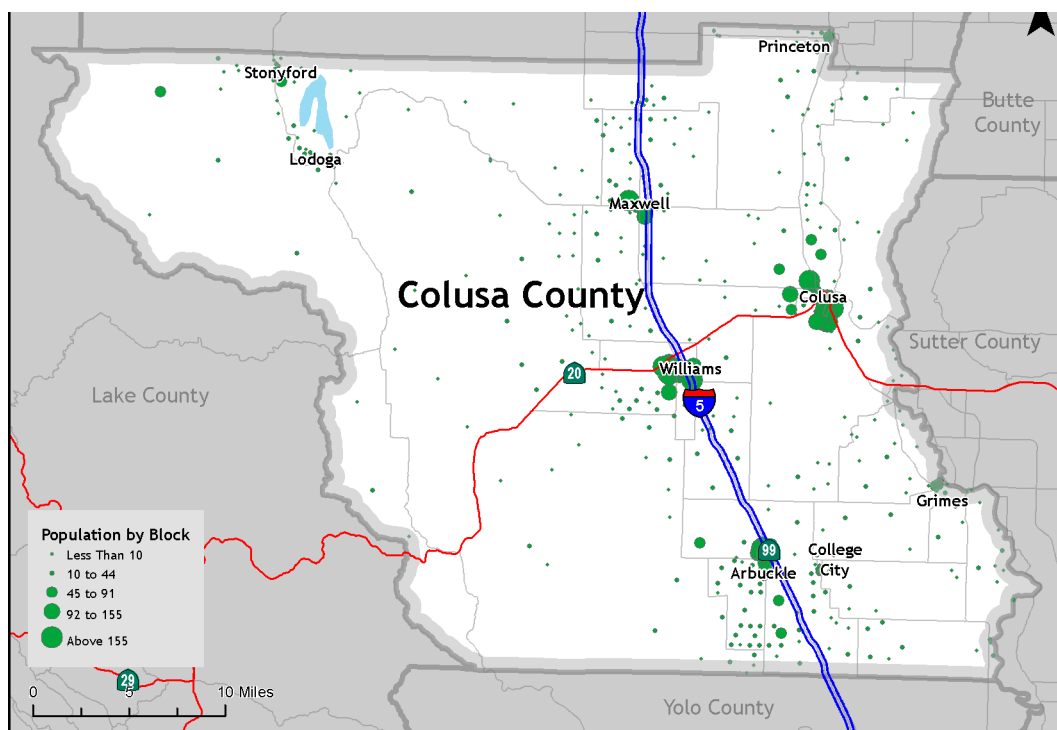 Princeton
Stonyford
Butte
County
Lodoga
Maxwell
Colusa County
Colusa
Sutter County
Williams
20
5
Lake County
Grimes
Population by Block
Less Than 10
10 to 44
45 to 91
92 to 155
Above 155
99
College
City
Arbuckle
29
0
5
10 Miles
Yolo County